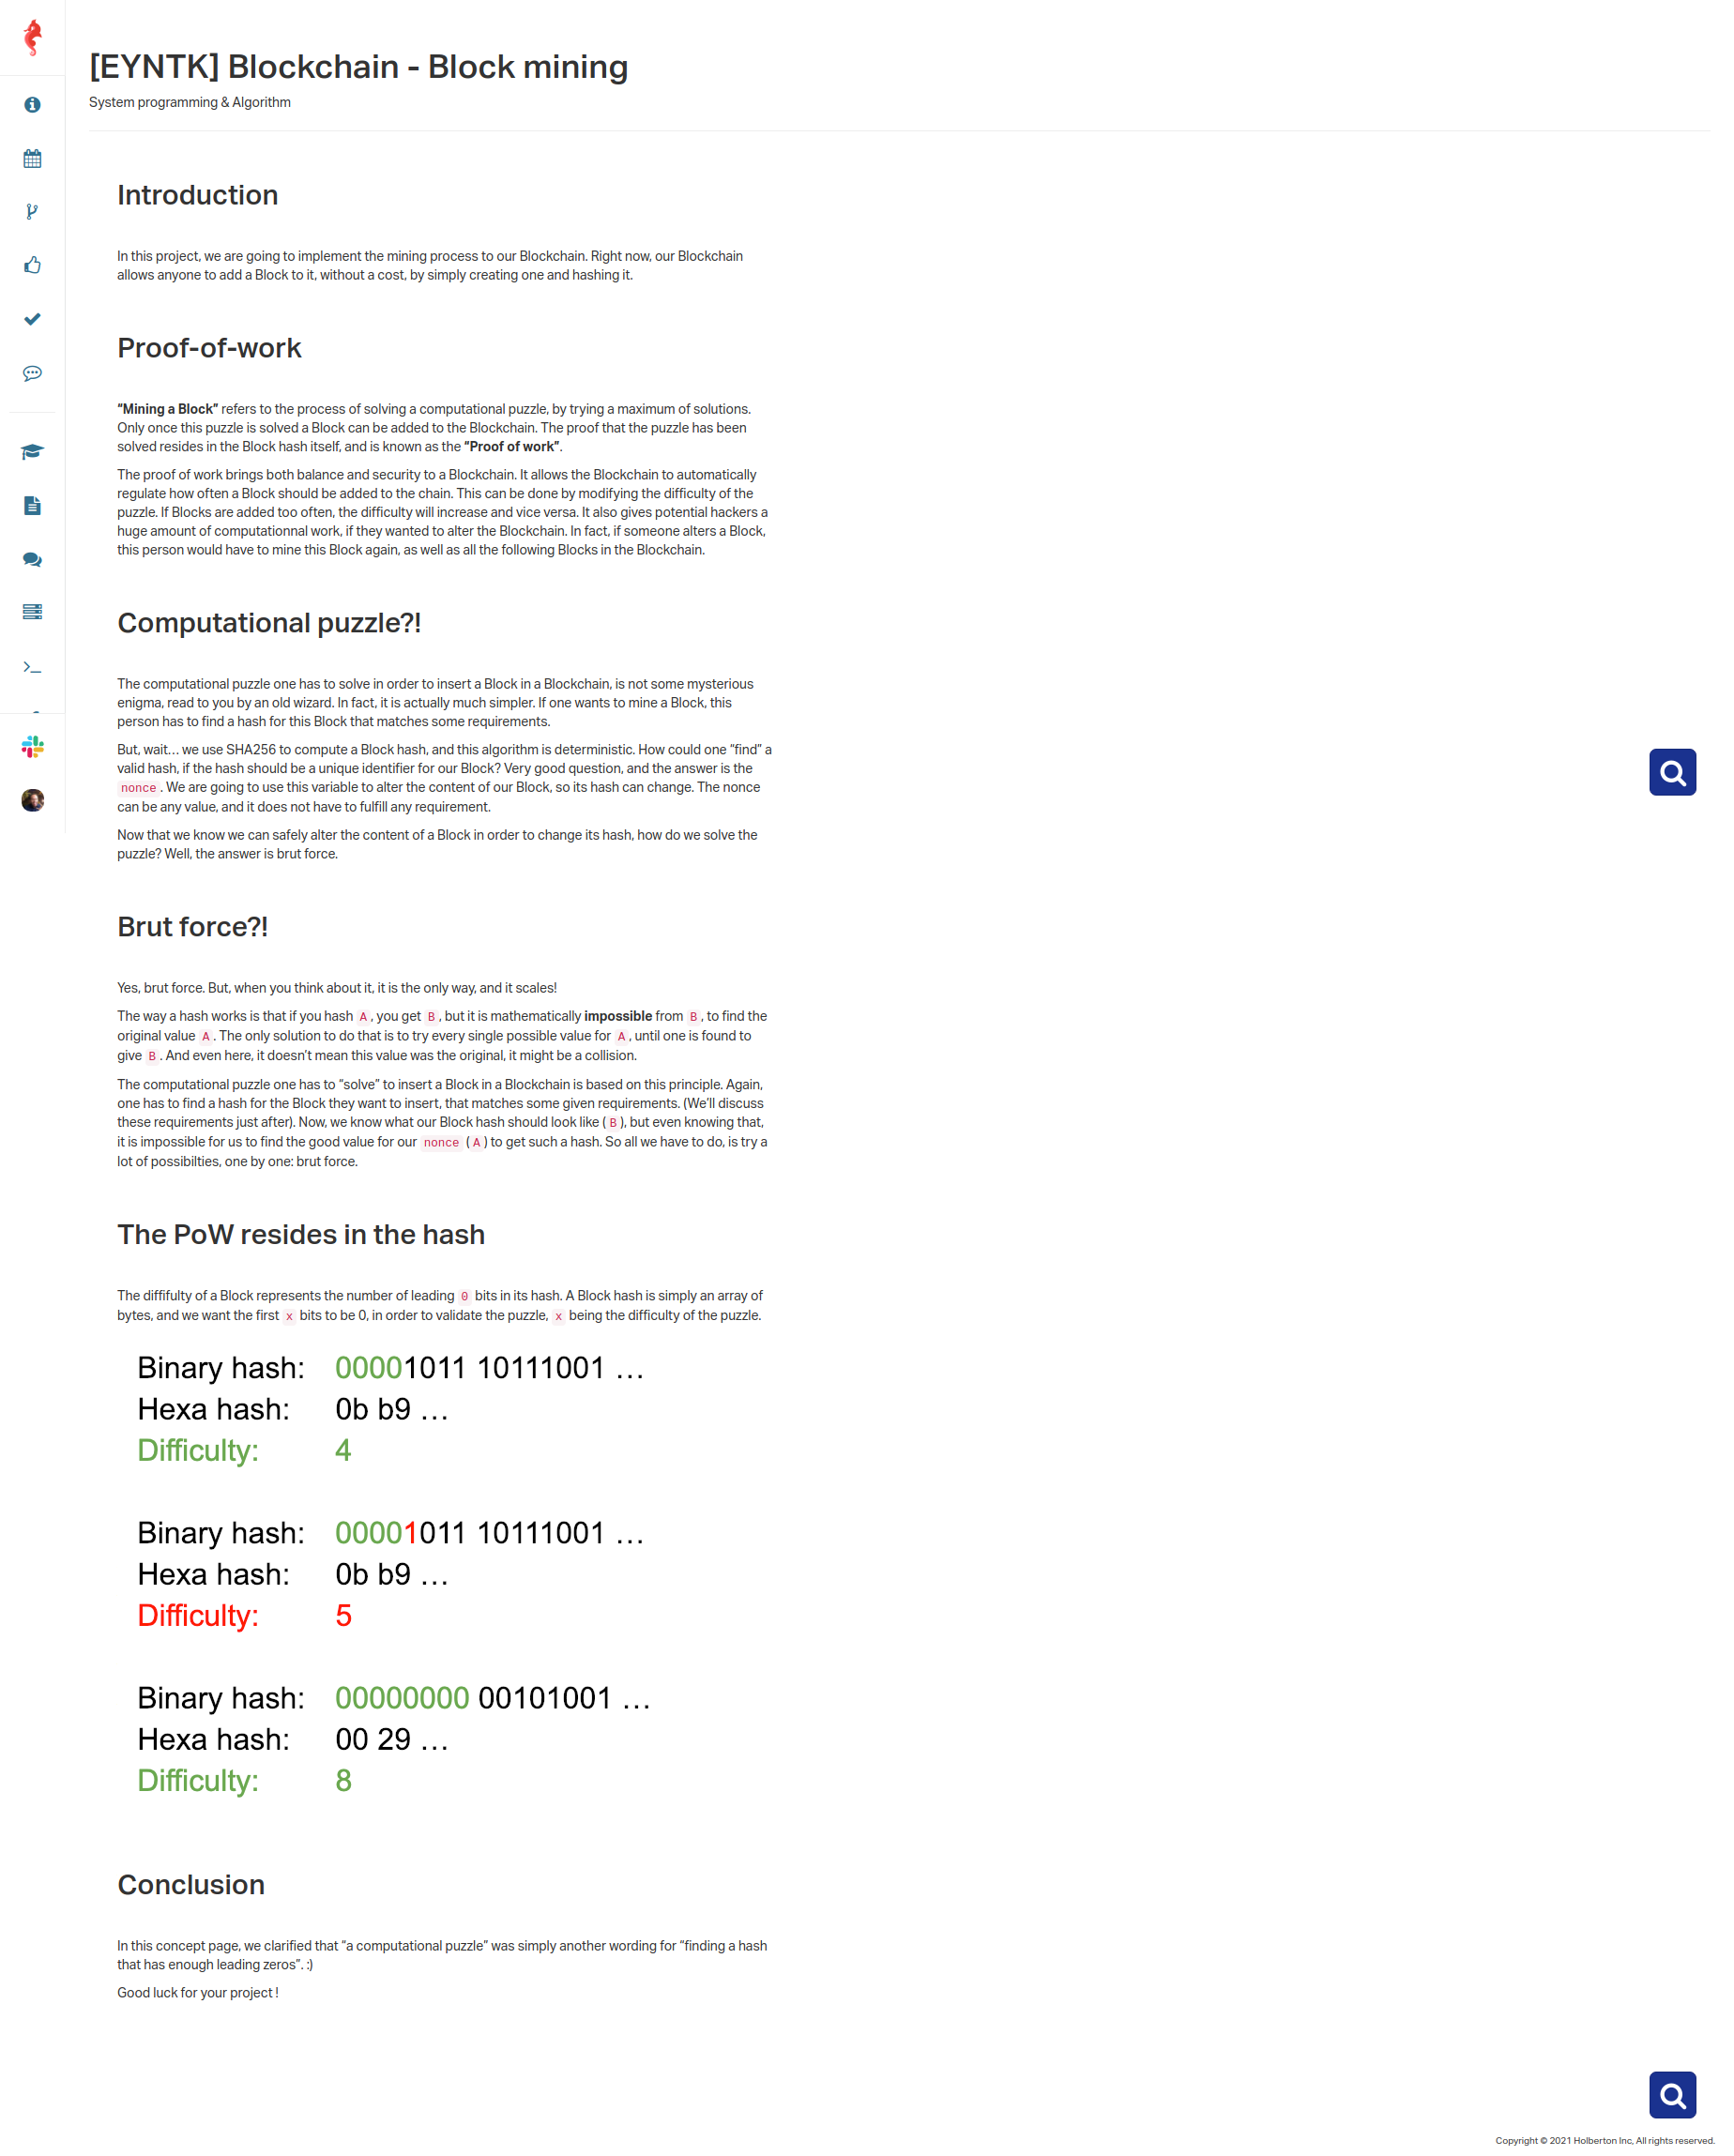 [EYNTK] Blockchain - Block mining
System programming & Algorithm
Introduction
In this project, we are going to implement the mining process to our Blockchain. Right now, our Blockchain
allows anyone to add a Block to it, without a cost, by simply creating one and hashing it.
Proof-of-work
“Mining a Block” refers to the process of solving a computational puzzle, by trying a maximum of solutions.
Only once this puzzle is solved a Block can be added to the Blockchain. The proof that the puzzle has been
solved resides in the Block hash itself, and is known as the “Proof of work”.
The proof of work brings both balance and security to a Blockchain. It allows the Blockchain to automatically
regulate how often a Block should be added to the chain. This can be done by modifying the difficulty of the
puzzle. If Blocks are added too often, the difficulty will increase and vice versa. It also gives potential hackers a
huge amount of computationnal work, if they wanted to alter the Blockchain. In fact, if someone alters a Block,
this person would have to mine this Block again, as well as all the following Blocks in the Blockchain.
Computational puzzle?!
The computational puzzle one has to solve in order to insert a Block in a Blockchain, is not some mysterious
enigma, read to you by an old wizard. In fact, it is actually much simpler. If one wants to mine a Block, this
person has to find a hash for this Block that matches some requirements.
But, wait… we use SHA256 to compute a Block hash, and this algorithm is deterministic. How could one “find” a
valid hash, if the hash should be a unique identifier for our Block? Very good question, and the answer is the
nonce. We are going to use this variable to alter the content of our Block, so its hash can change. The nonce
can be any value, and it does not have to fulfill any requirement.
Now that we know we can safely alter the content of a Block in order to change its hash, how do we solve the
puzzle? Well, the answer is brut force.
Brut force?!
Yes, brut force. But, when you think about it, it is the only way, and it scales!
The way a hash works is that if you hash A, you get B, but it is mathematically impossible from B, to find the
original value A. The only solution to do that is to try every single possible value for A, until one is found to
give B. And even here, it doesn’t mean this value was the original, it might be a collision.
The computational puzzle one has to “solve” to insert a Block in a Blockchain is based on this principle. Again,
one has to find a hash for the Block they want to insert, that matches some given requirements. (We’ll discuss
these requirements just after). Now, we know what our Block hash should look like (B), but even knowing that,
it is impossible for us to find the good value for our nonce (A) to get such a hash. So all we have to do, is try a
lot of possibilties, one by one: brut force.
The PoW resides in the hash
The diffifulty of a Block represents the number of leading 0 bits in its hash. A Block hash is simply an array of
bytes, and we want the first x bits to be 0, in order to validate the puzzle, x being the difficulty of the puzzle.
Binary hash: 00001011 10111001 …
Hexa hash: 0b b9 …
Difficulty: 4
Binary hash: 00001011 10111001 …
Hexa hash: 0b b9 …
Difficulty: 5
Binary hash: 00000000 00101001 …
Hexa hash: 00 29 …
Difficulty: 8
Conclusion
In this concept page, we clarified that “a computational puzzle” was simply another wording for “finding a hash
that has enough leading zeros”. :)
Good luck for your project !
Copyright © 2021 Holberton Inc, All rights reserved.